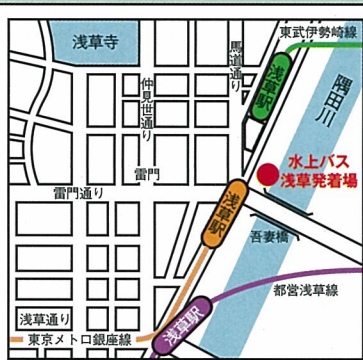 東武伊勢崎線
浅草寺
馬道り
仲見世通り
浅草駅
隅田川
水上バス
浅草発着場
雷門
雷門通り
浅草駅
吾妻橋
都営浅草線
浅草通り
浅草駅
東京メトロ銀座線